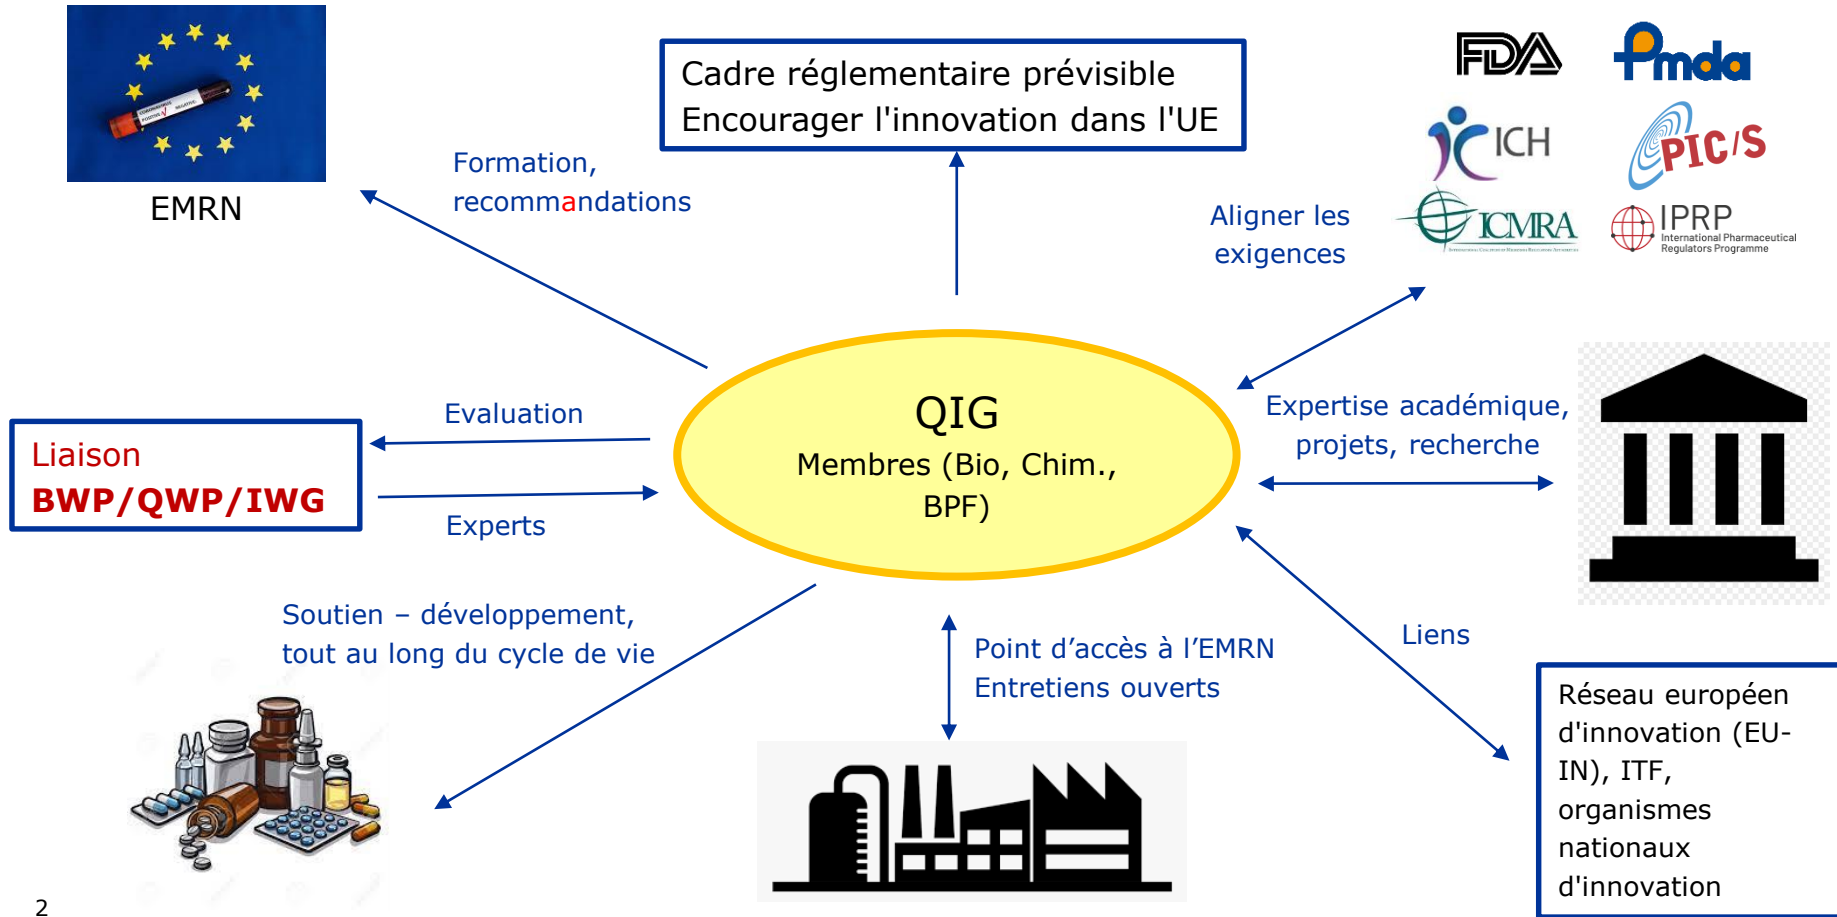 Cadre réglementaire prévisible
Encourager l'innovation dans l'UE
FDA
Pmda
ICH
PIC/S
ICMRA
IPRP
International Pharmaceutical
Regulators Programme
EMRN
Formation,
recommandations
Aligner les
exigences
QIG
Membres (Bio, Chim.,
BPF)
Evaluation
Liaison
BWP/QWP/IWG
Experts
Expertise académique,
projets, recherche
Soutien – développement,
tout au long du cycle de vie
Point d’accès à l’EMRN
Entretiens ouverts
Liens
Réseau européen
d'innovation (EU-
IN), ITF,
organismes
nationaux
d'innovation
2